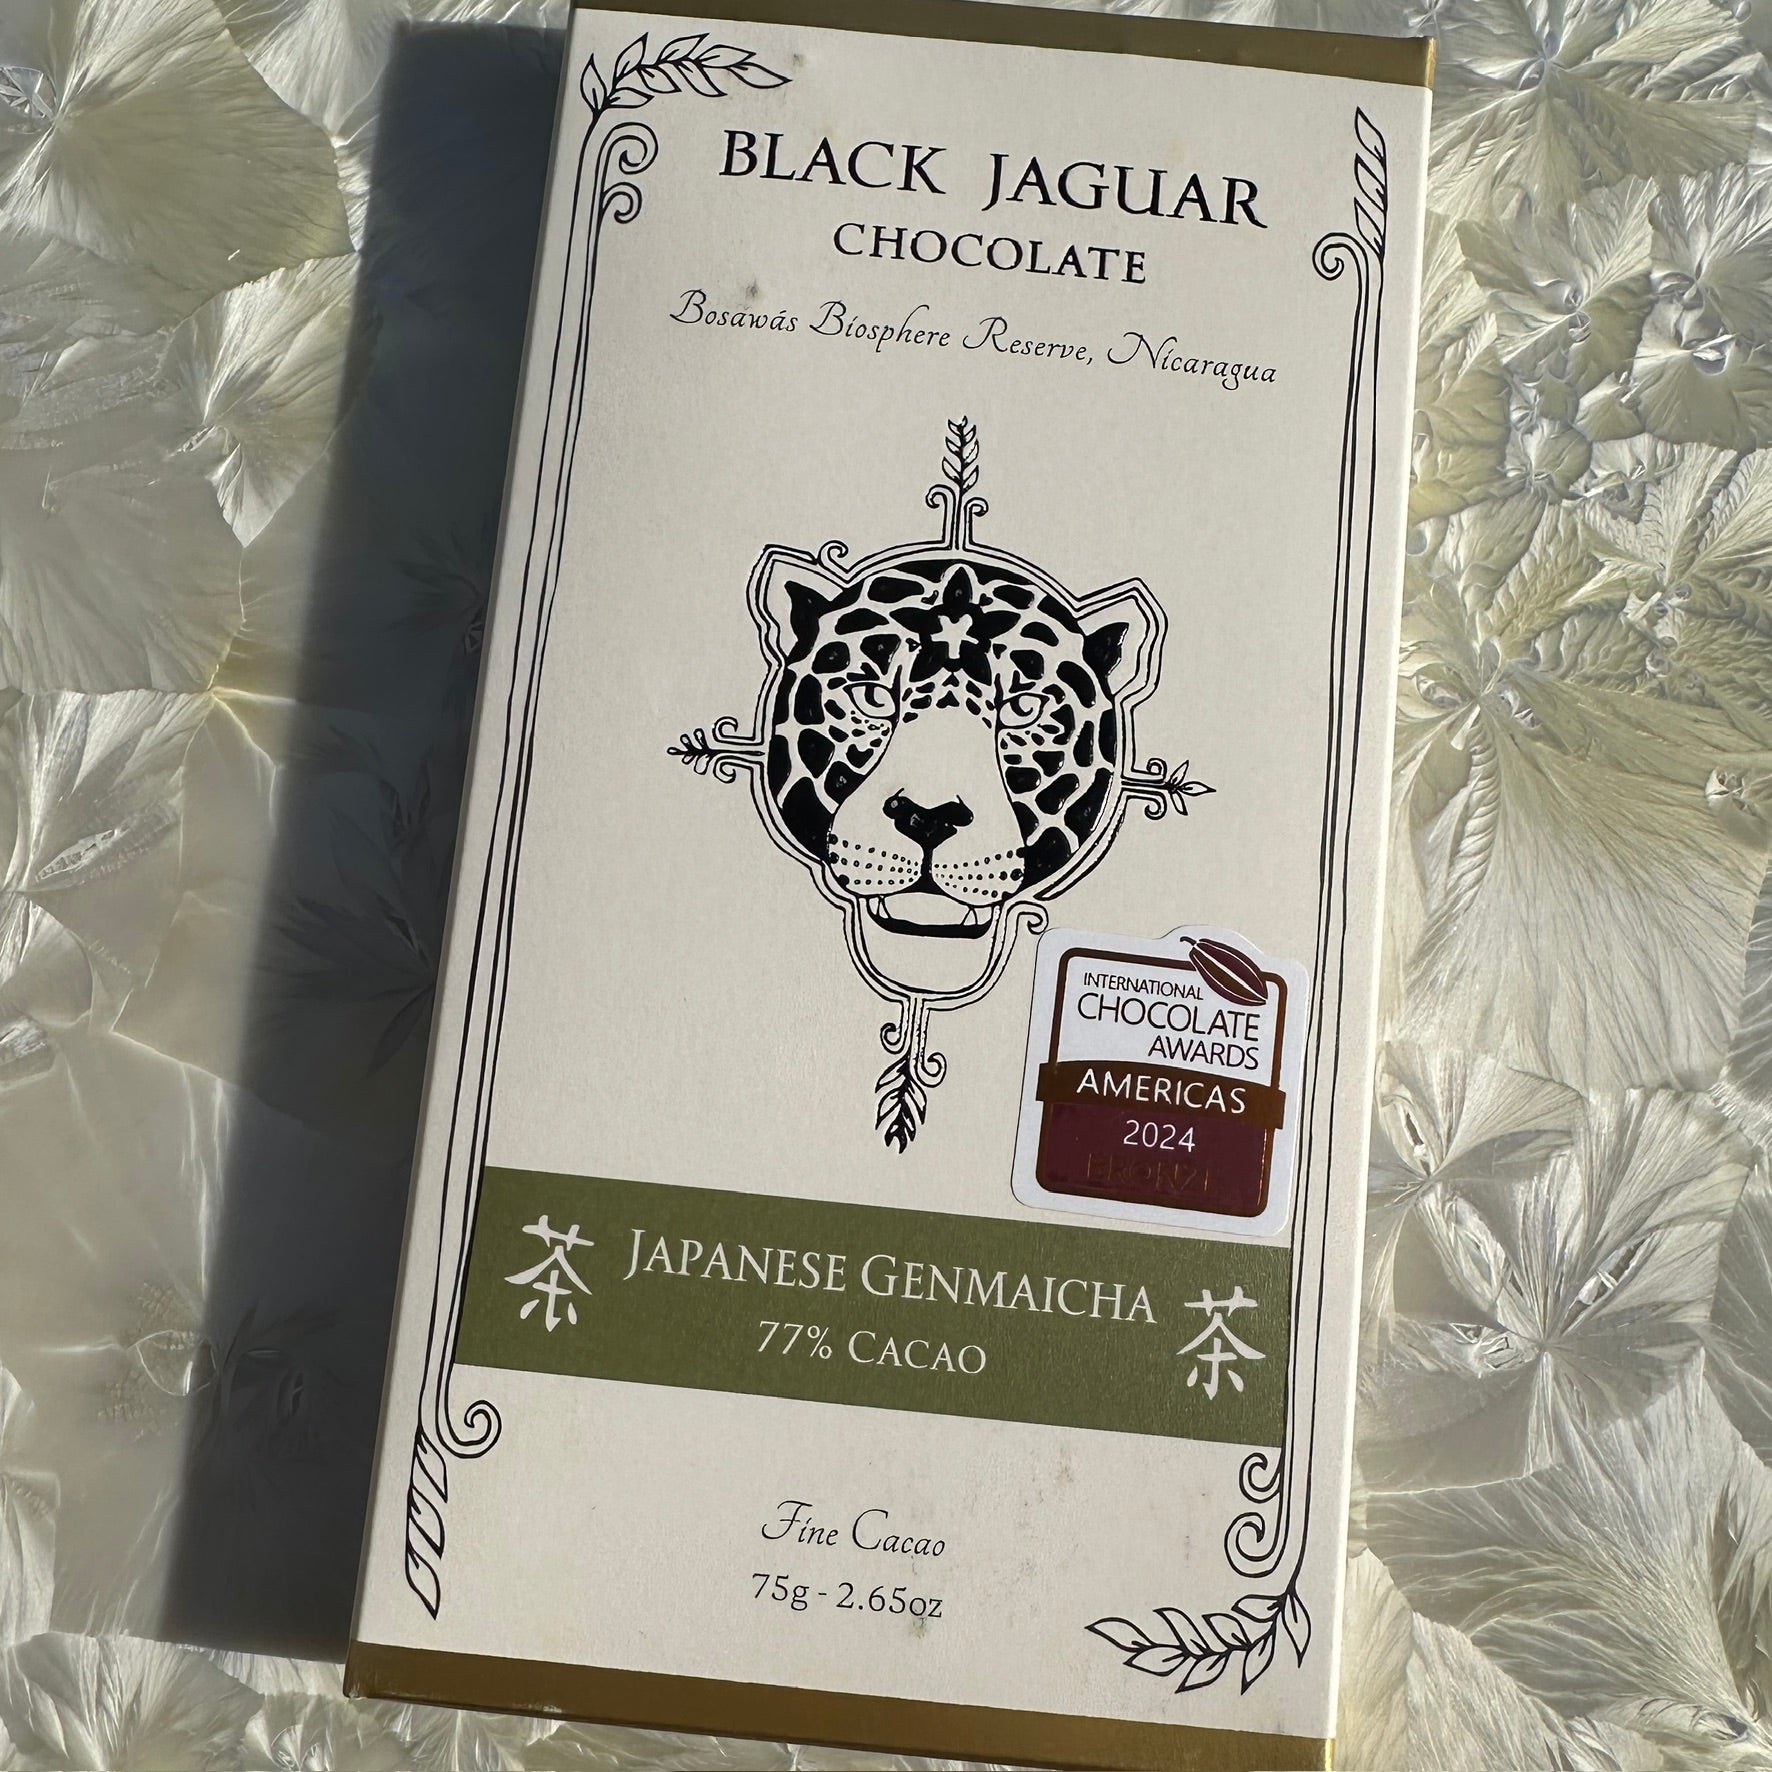 BLACK JAGUAR
CHOCOLATE
Bosawás Biosphere Reserve, Nicaragua
INTERNATIONAL
CHOCOLATE
AWARDS
AMERICAS
2024
BRONZE
茶 JAPANESE GENMAICHA 茶
77% CACAO
Fine Cacao
75g - 2.65oz